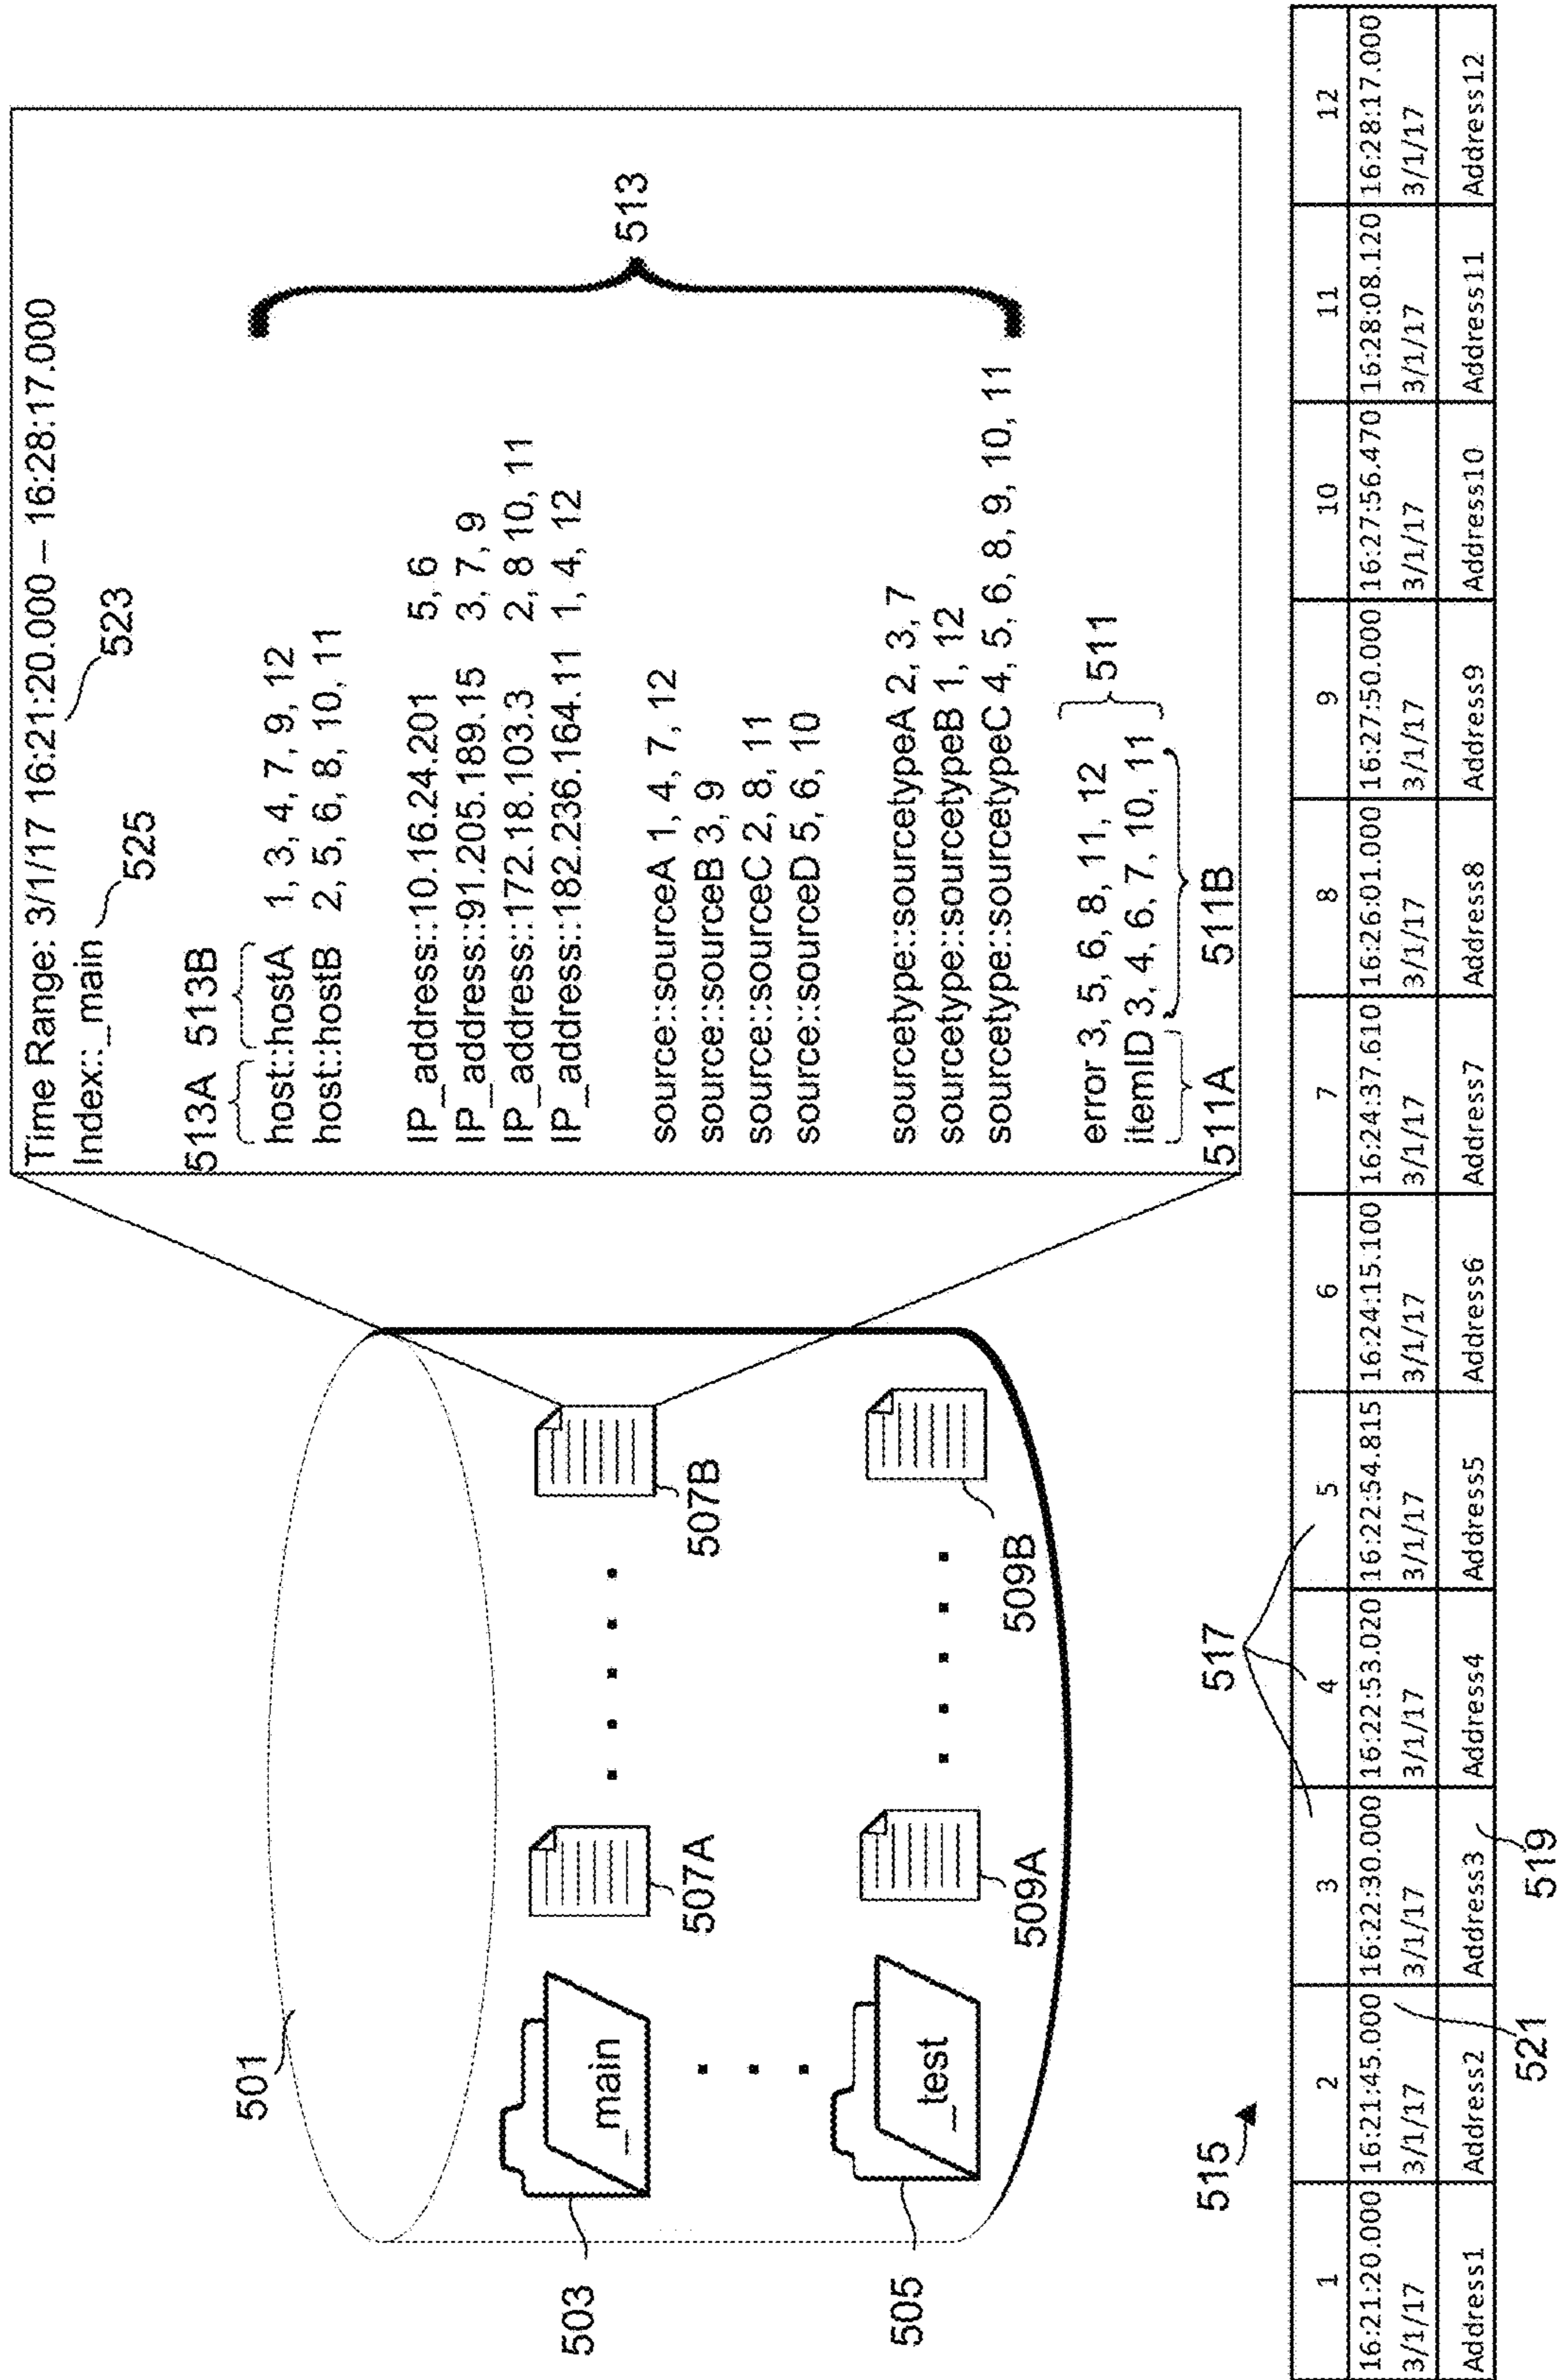 Time Range: 3/1/17 16:21:20.000 – 16:28:17.000
523
Index::_main
525
513A 513B
host::hostA 1, 3, 4, 7, 9, 12
host::hostB 2, 5, 6, 8, 10, 11
IP_address::10.16.24.201 5, 6
IP_address::91.205.189.15 3, 7, 9
IP_address::172.18.103.3 2, 8 10, 11
IP_address::182.236.164.11 1, 4, 12
513
source::sourceA 1, 4, 7, 12
source::sourceB 3, 9
source::sourceC 2, 8, 11
source::sourceD 5, 6, 10
sourcetype::sourcetypeA 2, 3, 7
sourcetype::sourcetypeB 1, 12
sourcetype::sourcetypeC 4, 5, 6, 8, 9, 10, 11
error 3, 5, 6, 8, 11, 12
itemID 3, 4, 6, 7, 10, 11
511
511A 511B
501
503
_main
507A
507B
505
_test
509A
509B
515
517
1 2 3 4 5 6 7 8 9 10 11 12
16:21:20.000 16:21:45.000 16:22:30.000 16:22:53.020 16:22:54.815 16:24:15.100 16:24:37.610 16:26:01.000 16:27:50.000 16:27:56.470 16:28:08.120 16:28:17.000
3/1/17 3/1/17 3/1/17 3/1/17 3/1/17 3/1/17 3/1/17 3/1/17 3/1/17 3/1/17 3/1/17 3/1/17
Address1 Address2 Address3 Address4 Address5 Address6 Address7 Address8 Address9 Address10 Address11 Address12
521
519